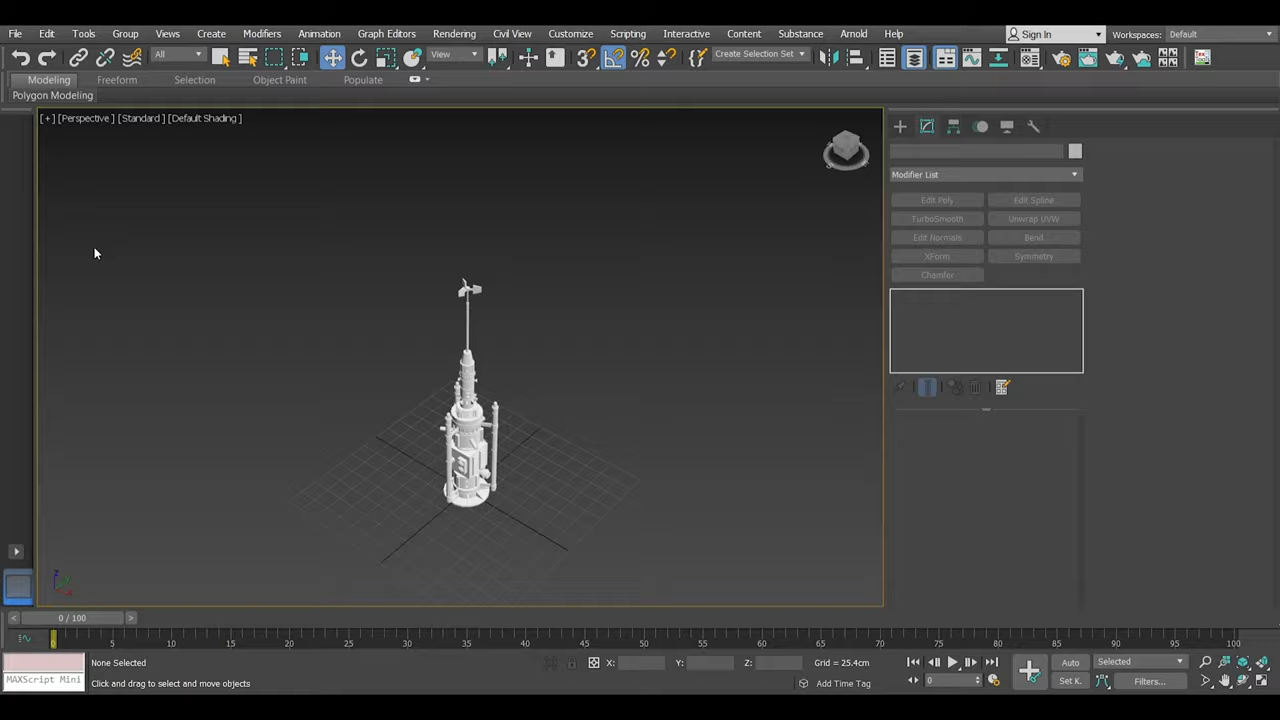 File Edit Tools Group Views Create Modifiers Animation Graph Editors Rendering Civil View Customize Scripting Interactive Content Substance Arnold Help Sign In Workspaces: Default
All View Create Selection Set
Modeling Freeform Selection Object Paint Populate
Polygon Modeling
[+] [Perspective ] [Standard ] [Default Shading ]
Modifier List
Edit Poly Edit Spline
TurboSmooth Unwrap UVW
Edit Normals Bend
XForm Symmetry
Chamfer
0 / 100
0 5 10 15 20 25 30 35 40 45 50 55 60 65 70 75 80 85 90 95 100
None Selected X: Y: Z: Grid = 25.4cm Auto Selected
MAXScript Mini Click and drag to select and move objects Add Time Tag 0 Set K. Filters...